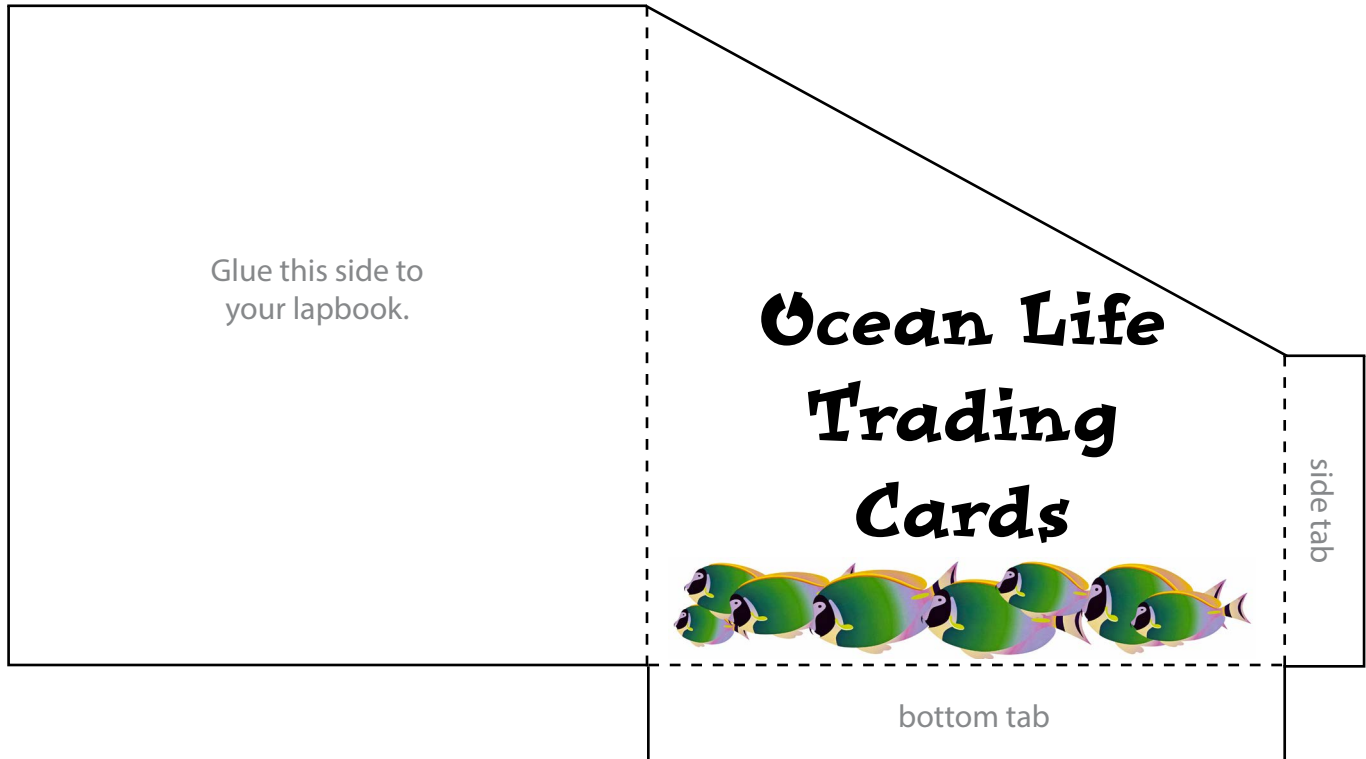 Glue this side to
your lapbook.
Ocean Life
Trading
Cards
side tab
bottom tab